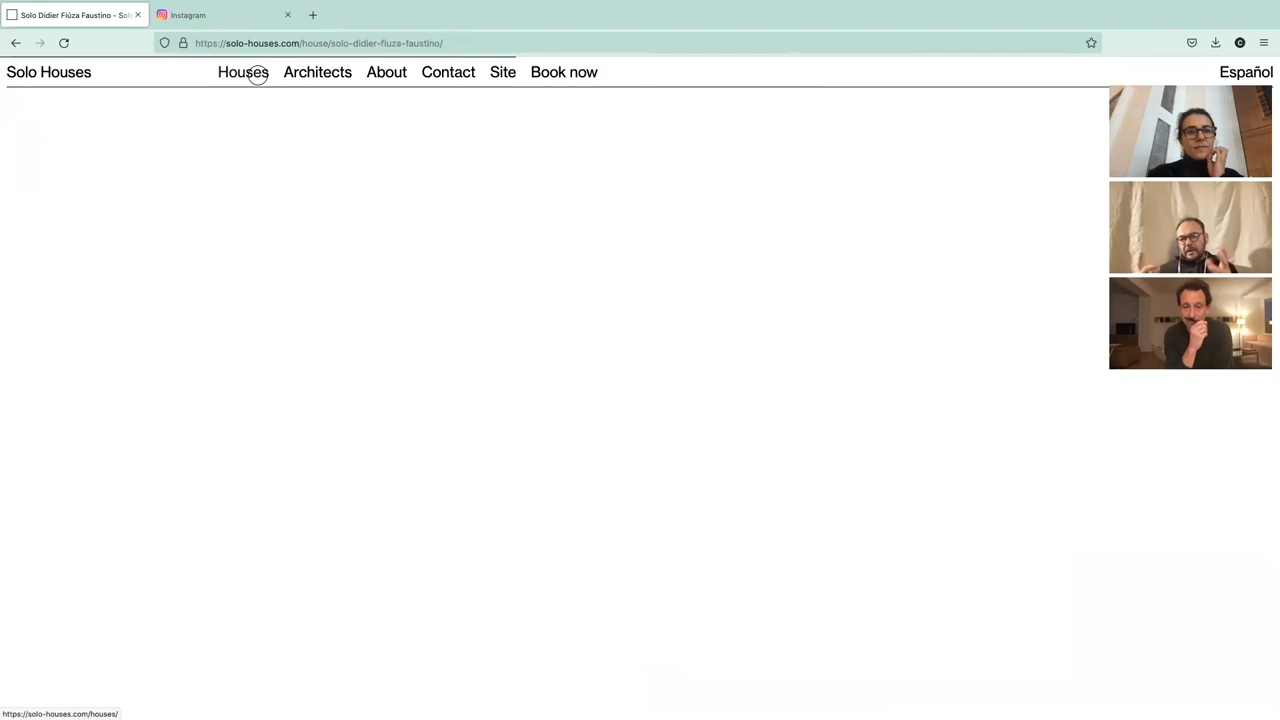 Solo Didier Fiúza Faustino - Solo
Instagram
https://solo-houses.com/house/solo-didier-fiuza-faustino/
Solo Houses Houses Architects About Contact Site Book now Español
https://solo-houses.com/houses/